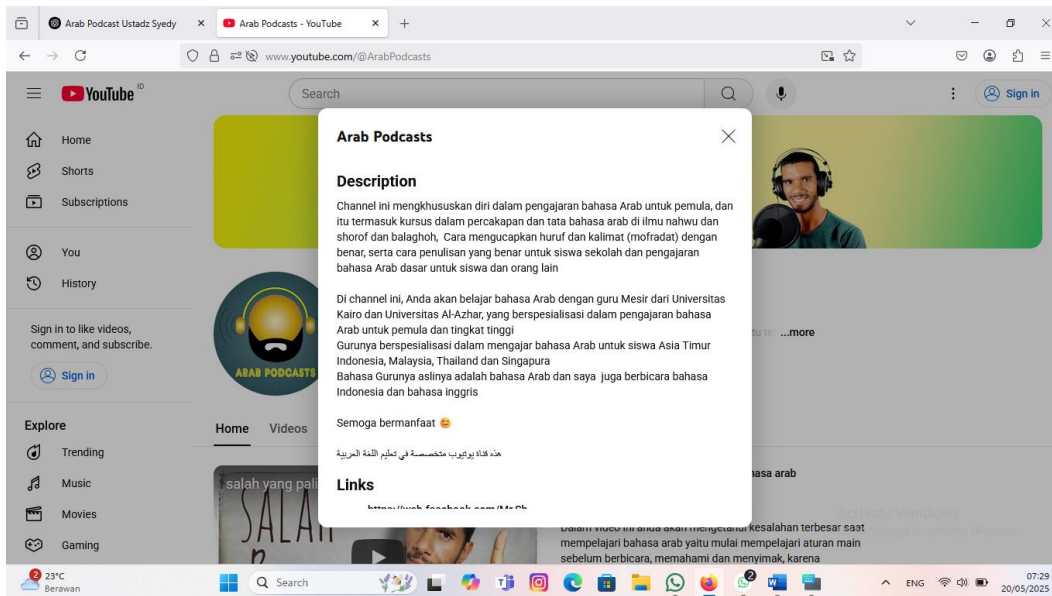 Arab Podcast Ustadz Syedy
Arab Podcasts - YouTube
www.youtube.com/@ArabPodcasts
YouTube ID
Search
Sign in
Home
Shorts
Subscriptions
You
History
Sign in to like videos,
comment, and subscribe.
Sign in
Explore
Trending
Music
Movies
Gaming
ARAB PODCASTS
...more
Home Videos
salah yang pali
SALAH
hasa arab
Arab Podcasts
Description
Channel ini mengkhususkan diri dalam pengajaran bahasa Arab untuk pemula, dan
itu termasuk kursus dalam percakapan dan tata bahasa arab di ilmu nahwu dan
shorof dan balaghoh, Cara mengucapkan huruf dan kalimat (mofradat) dengan
benar, serta cara penulisan yang benar untuk siswa sekolah dan pengajaran
bahasa Arab dasar untuk siswa dan orang lain
Di channel ini, Anda akan belajar bahasa Arab dengan guru Mesir dari Universitas
Kairo dan Universitas Al-Azhar, yang berspesialisasi dalam pengajaran bahasa
Arab untuk pemula dan tingkat tinggi
Gurunya berspesialisasi dalam mengajar bahasa Arab untuk siswa Asia Timur
Indonesia, Malaysia, Thailand dan Singapura
Bahasa Gurunya aslinya adalah bahasa Arab dan saya juga berbicara bahasa
Indonesia dan bahasa inggris
Semoga bermanfaat 😊
هذه قناة يوتيوب متخصصة في تعليم اللغة العربية
Links
Dalam video ini anda akan mengetahui kesalahan terbesar saat
mempelajari bahasa arab yaitu mulai mempelajari aturan main
sebelum berbicara, memahami dan menyimak, karena
Activate Windows
2
23°C
Berawan
Search
2
ENG
07:29
20/05/2025